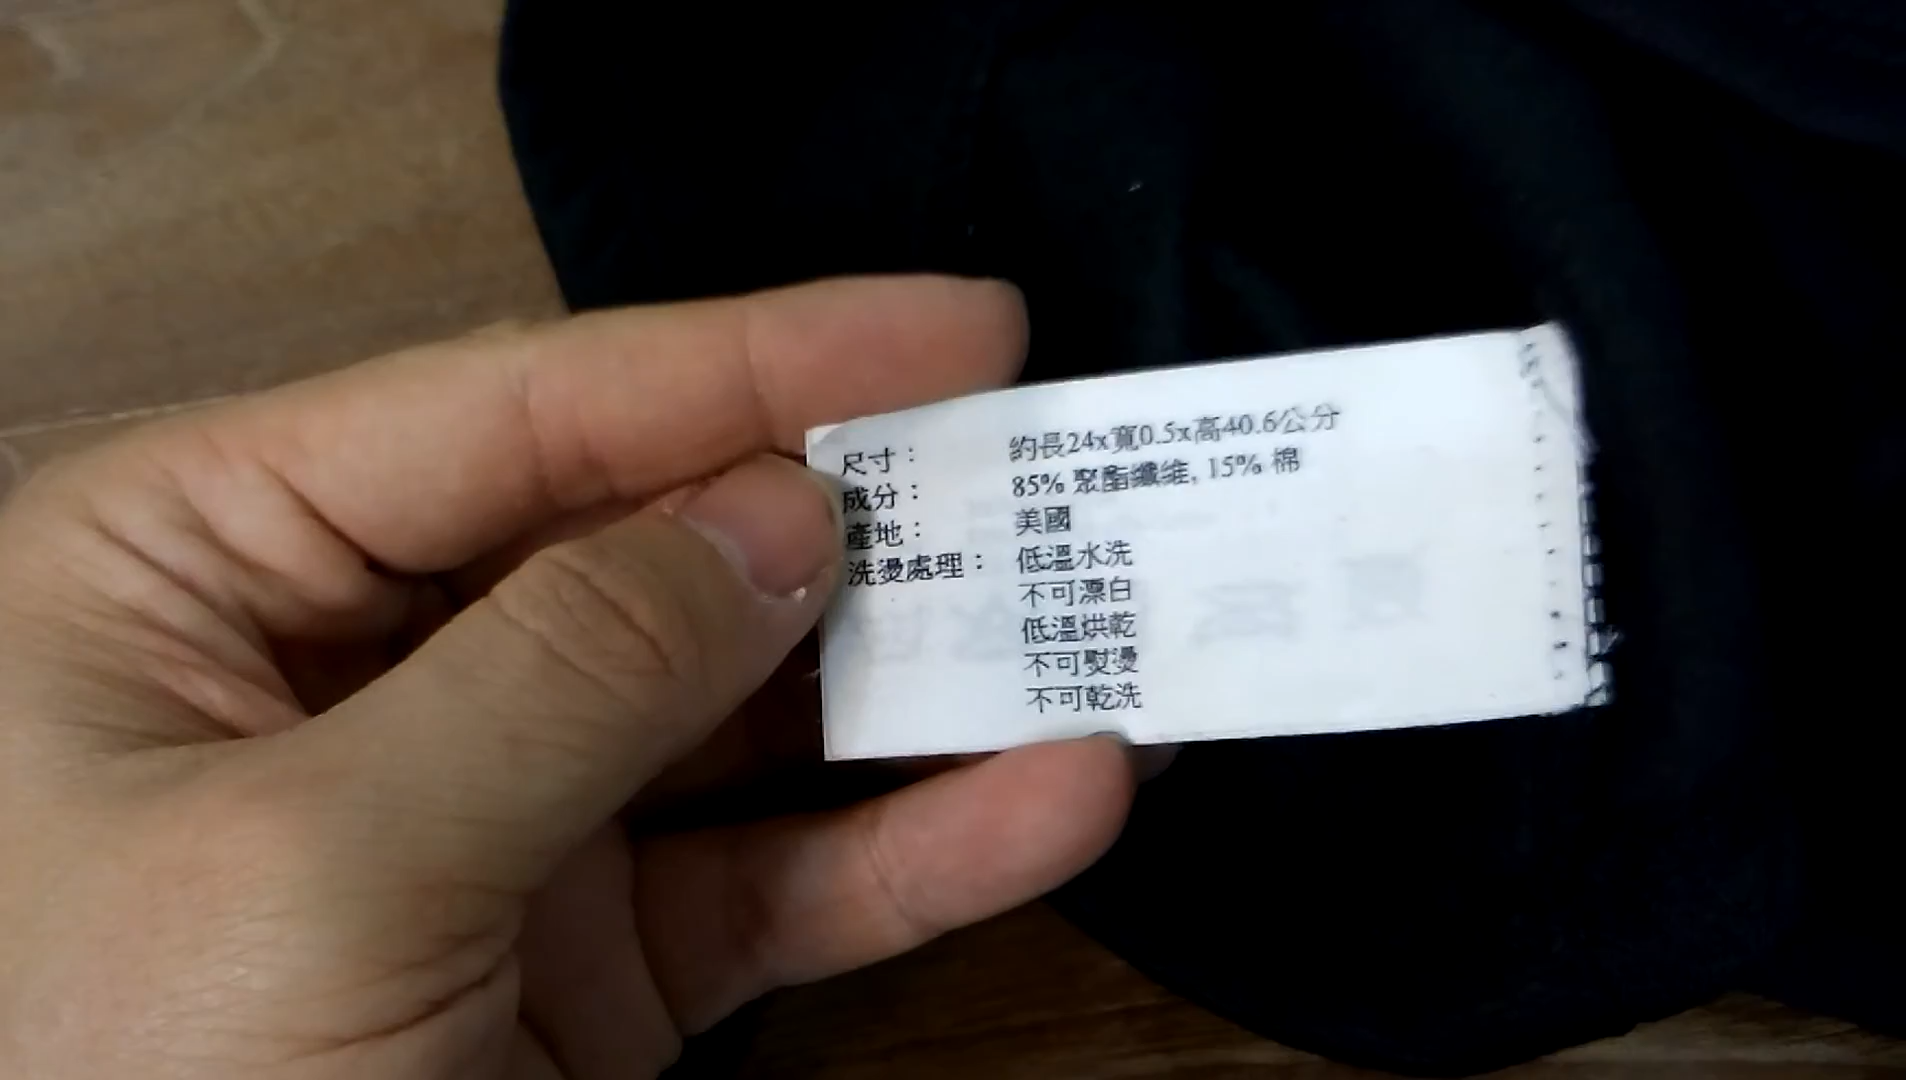 尺寸： 約長24x寬0.5x高40.6公分
成分： 85% 聚酯纖維, 15% 棉
產地： 美國
洗燙處理： 低溫水洗
不可漂白
低溫烘乾
不可熨燙
不可乾洗